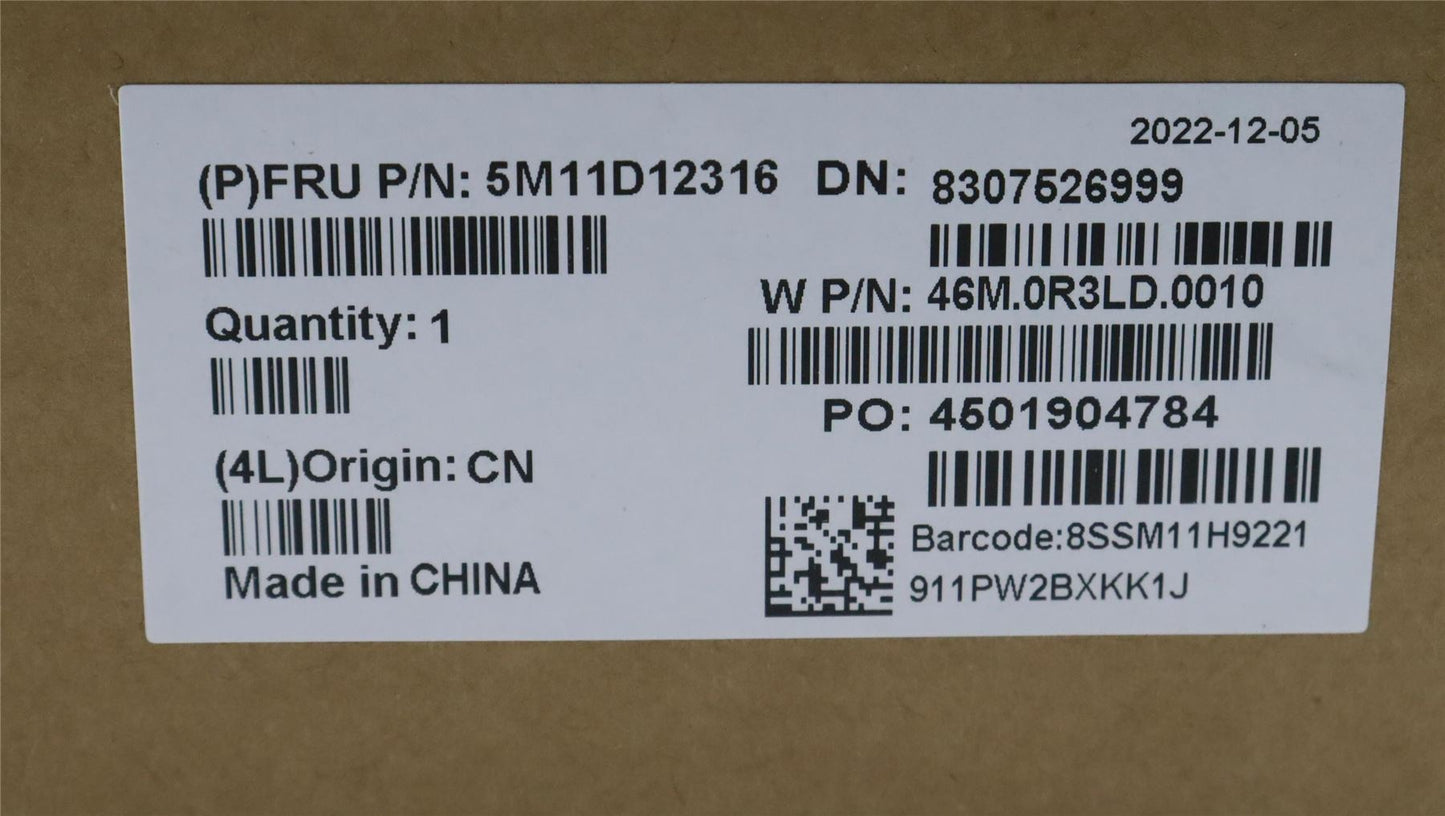 2022-12-05
(P)FRU P/N: 5M11D12316 DN: 8307526999
W P/N: 46M.0R3LD.0010
Quantity: 1
PO: 4501904784
(4L)Origin: CN
Barcode:8SSM11H9221
Made in CHINA
911PW2BXKK1J